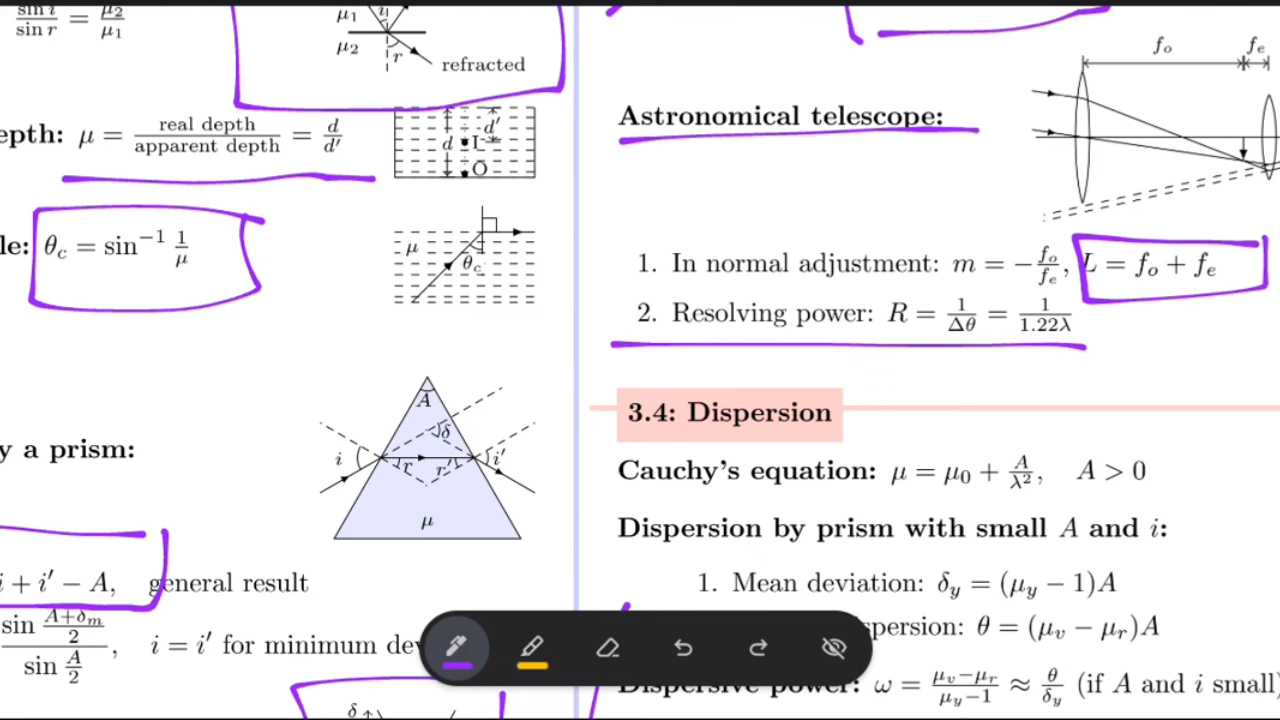 sin i / sin r = μ2 / μ1
μ1
i
μ2
r
refracted
epth: μ = real depth / apparent depth = d / d′
d
d′
I
O
le: θc = sin⁻¹ 1/μ
μ
θc
y a prism:
A
δ
i
r
r′
i′
μ
i + i′ − A, general result
sin (A+δm)/2 / sin A/2, i = i′ for minimum dev
δ
fo
fe
Astronomical telescope:
1. In normal adjustment: m = −fo/fe, L = fo + fe
2. Resolving power: R = 1/Δθ = 1/1.22λ
3.4: Dispersion
Cauchy's equation: μ = μ0 + A/λ², A > 0
Dispersion by prism with small A and i:
1. Mean deviation: δy = (μy − 1)A
spersion: θ = (μv − μr)A
Dispersive power: ω = (μv−μr)/(μy−1) ≈ θ/δy (if A and i small)